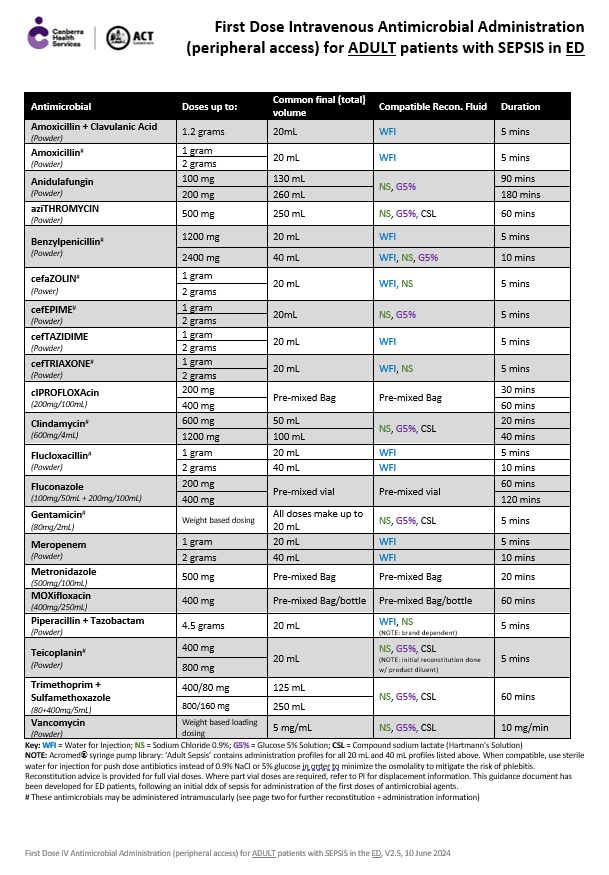 Canberra
Health
Services
ACT
Government
First Dose Intravenous Antimicrobial Administration
(peripheral access) for ADULT patients with SEPSIS in ED
Antimicrobial Doses up to: Common final (total) volume Compatible Recon. Fluid Duration
Amoxicillin + Clavulanic Acid (Powder) 1.2 grams 20mL WFI 5 mins
Amoxicillin# (Powder) 1 gram 20 mL WFI 5 mins
2 grams
Anidulafungin (Powder) 100 mg 130 mL NS, G5% 90 mins
200 mg 260 mL 180 mins
aziTHROMYCIN (Powder) 500 mg 250 mL NS, G5%, CSL 60 mins
Benzylpenicillin# (Powder) 1200 mg 20 mL WFI 5 mins
2400 mg 40 mL WFI, NS, G5% 10 mins
cefaZOLIN# (Power) 1 gram 20 mL WFI, NS 5 mins
2 grams
cefEPIME# (Powder) 1 gram 20mL NS, G5% 5 mins
2 grams
cefTAZIDIME (Powder) 1 gram 20 mL WFI 5 mins
2 grams
cefTRIAXONE# (Powder) 1 gram 20 mL WFI, NS 5 mins
2 grams
cIPROFLOXAcin (200mg/100mL) 200 mg Pre-mixed Bag Pre-mixed Bag 30 mins
400 mg 60 mins
Clindamycin# (600mg/4mL) 600 mg 50 mL NS, G5%, CSL 20 mins
1200 mg 100 mL 40 mins
Flucloxacillin# (Powder) 1 gram 20 mL WFI 5 mins
2 grams 40 mL WFI 10 mins
Fluconazole (100mg/50mL + 200mg/100mL) 200 mg Pre-mixed vial Pre-mixed vial 60 mins
400 mg 120 mins
Gentamicin# (80mg/2mL) Weight based dosing All doses make up to 20 mL NS, G5%, CSL 5 mins
Meropenem (Powder) 1 gram 20 mL WFI 5 mins
2 grams 40 mL WFI 10 mins
Metronidazole (500mg/100mL) 500 mg Pre-mixed Bag Pre-mixed Bag 20 mins
MOXifloxacin (400mg/250mL) 400 mg Pre-mixed Bag/bottle Pre-mixed Bag/bottle 60 mins
Piperacillin + Tazobactam (Powder) 4.5 grams 20 mL WFI, NS (NOTE: brand dependent) 5 mins
Teicoplanin# (Powder) 400 mg 20 mL NS, G5%, CSL (NOTE: initial reconstitution done w/ product diluent) 5 mins
800 mg
Trimethoprim + Sulfamethoxazole (80+400mg/5mL) 400/80 mg 125 mL NS, G5%, CSL 60 mins
800/160 mg 250 mL
Vancomycin (Powder) Weight based loading dosing 5 mg/mL NS, G5%, CSL 10 mg/min
Key: WFI = Water for Injection; NS = Sodium Chloride 0.9%; G5% = Glucose 5% Solution; CSL = Compound sodium lactate (Hartmann's Solution)
NOTE: Acromed® syringe pump library: 'Adult Sepsis' contains administration profiles for all 20 mL and 40 mL profiles listed above. When compatible, use sterile
water for injection for push dose antibiotics instead of 0.9% NaCl or 5% glucose in order to minimize the osmolality to mitigate the risk of phlebitis.
Reconstitution advice is provided for full vial doses. Where part vial doses are required, refer to PI for displacement information. This guidance document has
been developed for ED patients, following an initial ddx of sepsis for administration of the first doses of antimicrobial agents.
# These antimicrobials may be administered intramuscularly (see page two for further reconstitution + administration information)
First Dose IV Antimicrobial Administration (peripheral access) for ADULT patients with SEPSIS in the ED, V2.5, 10 June 2024